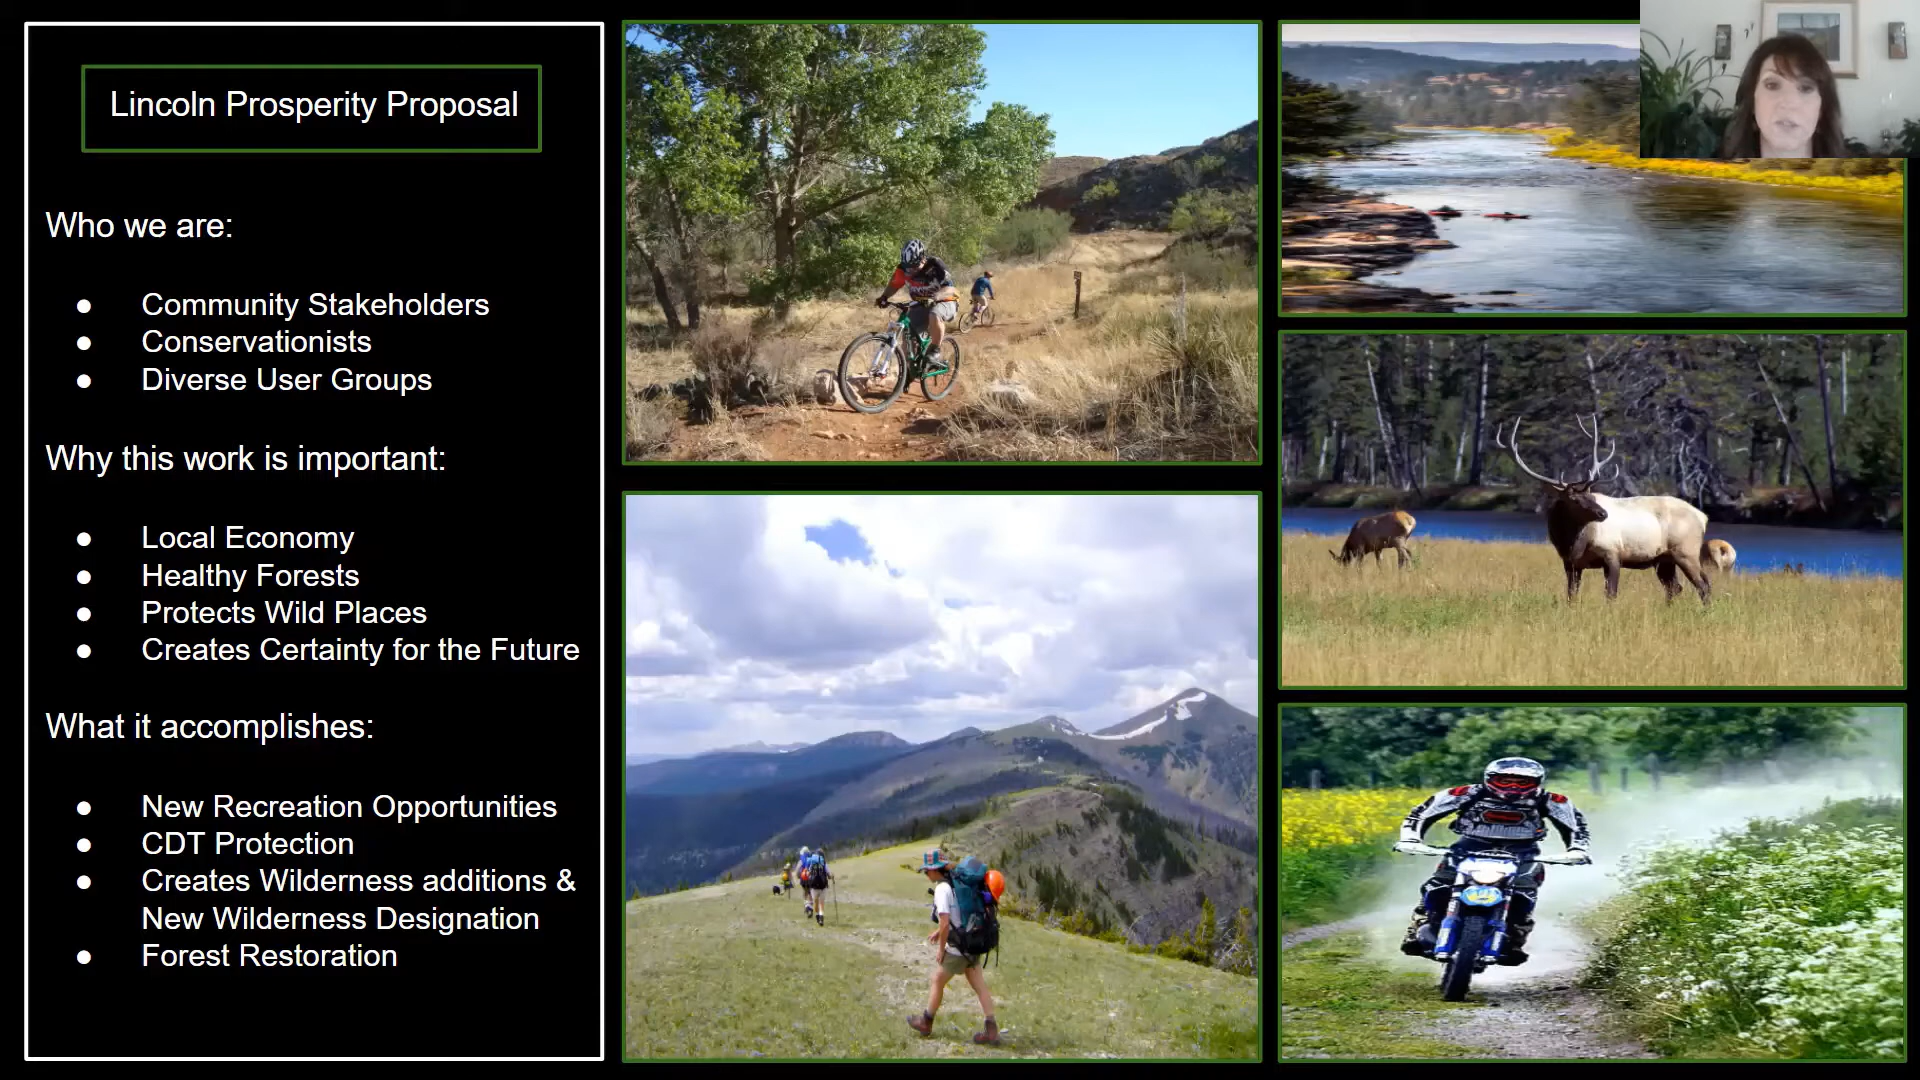 Lincoln Prosperity Proposal
Who we are:
● Community Stakeholders
● Conservationists
● Diverse User Groups
Why this work is important:
● Local Economy
● Healthy Forests
● Protects Wild Places
● Creates Certainty for the Future
What it accomplishes:
● New Recreation Opportunities
● CDT Protection
● Creates Wilderness additions &
New Wilderness Designation
● Forest Restoration